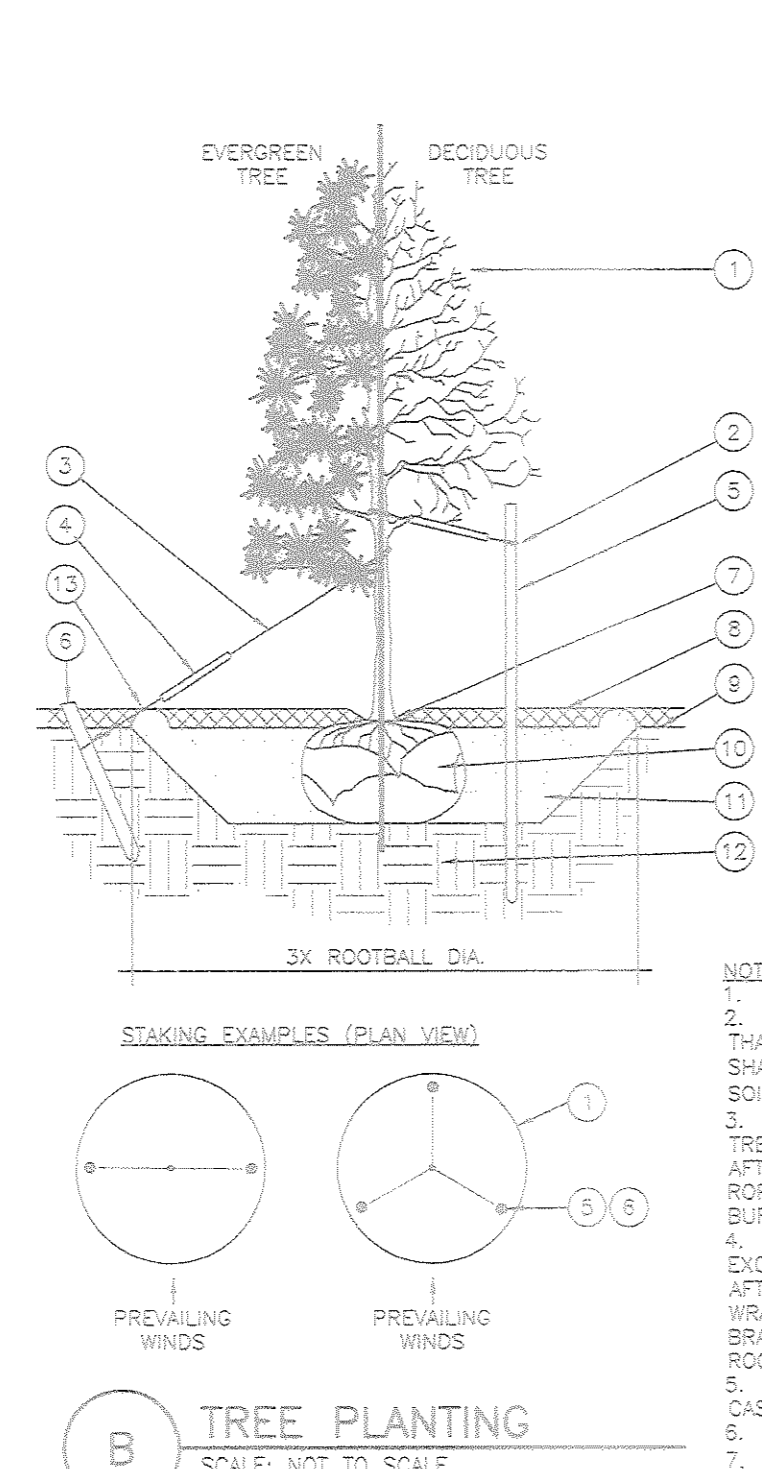 EVERGREEN
TREE
DECIDUOUS
TREE
1
2
3
5
4
7
13
8
6
9
10
11
12
3X ROOTBALL DIA.
STAKING EXAMPLES (PLAN VIEW)
1
5 6
PREVAILING
WINDS
PREVAILING
WINDS
B
TREE PLANTING
SCALE: NOT TO SCALE
NOT
1.
2.
THA
SHA
SOI
3.
TRE
AFT
ROP
BUR
4.
EXC
AFT
WRA
BRA
ROO
5.
CAS
6.
7.